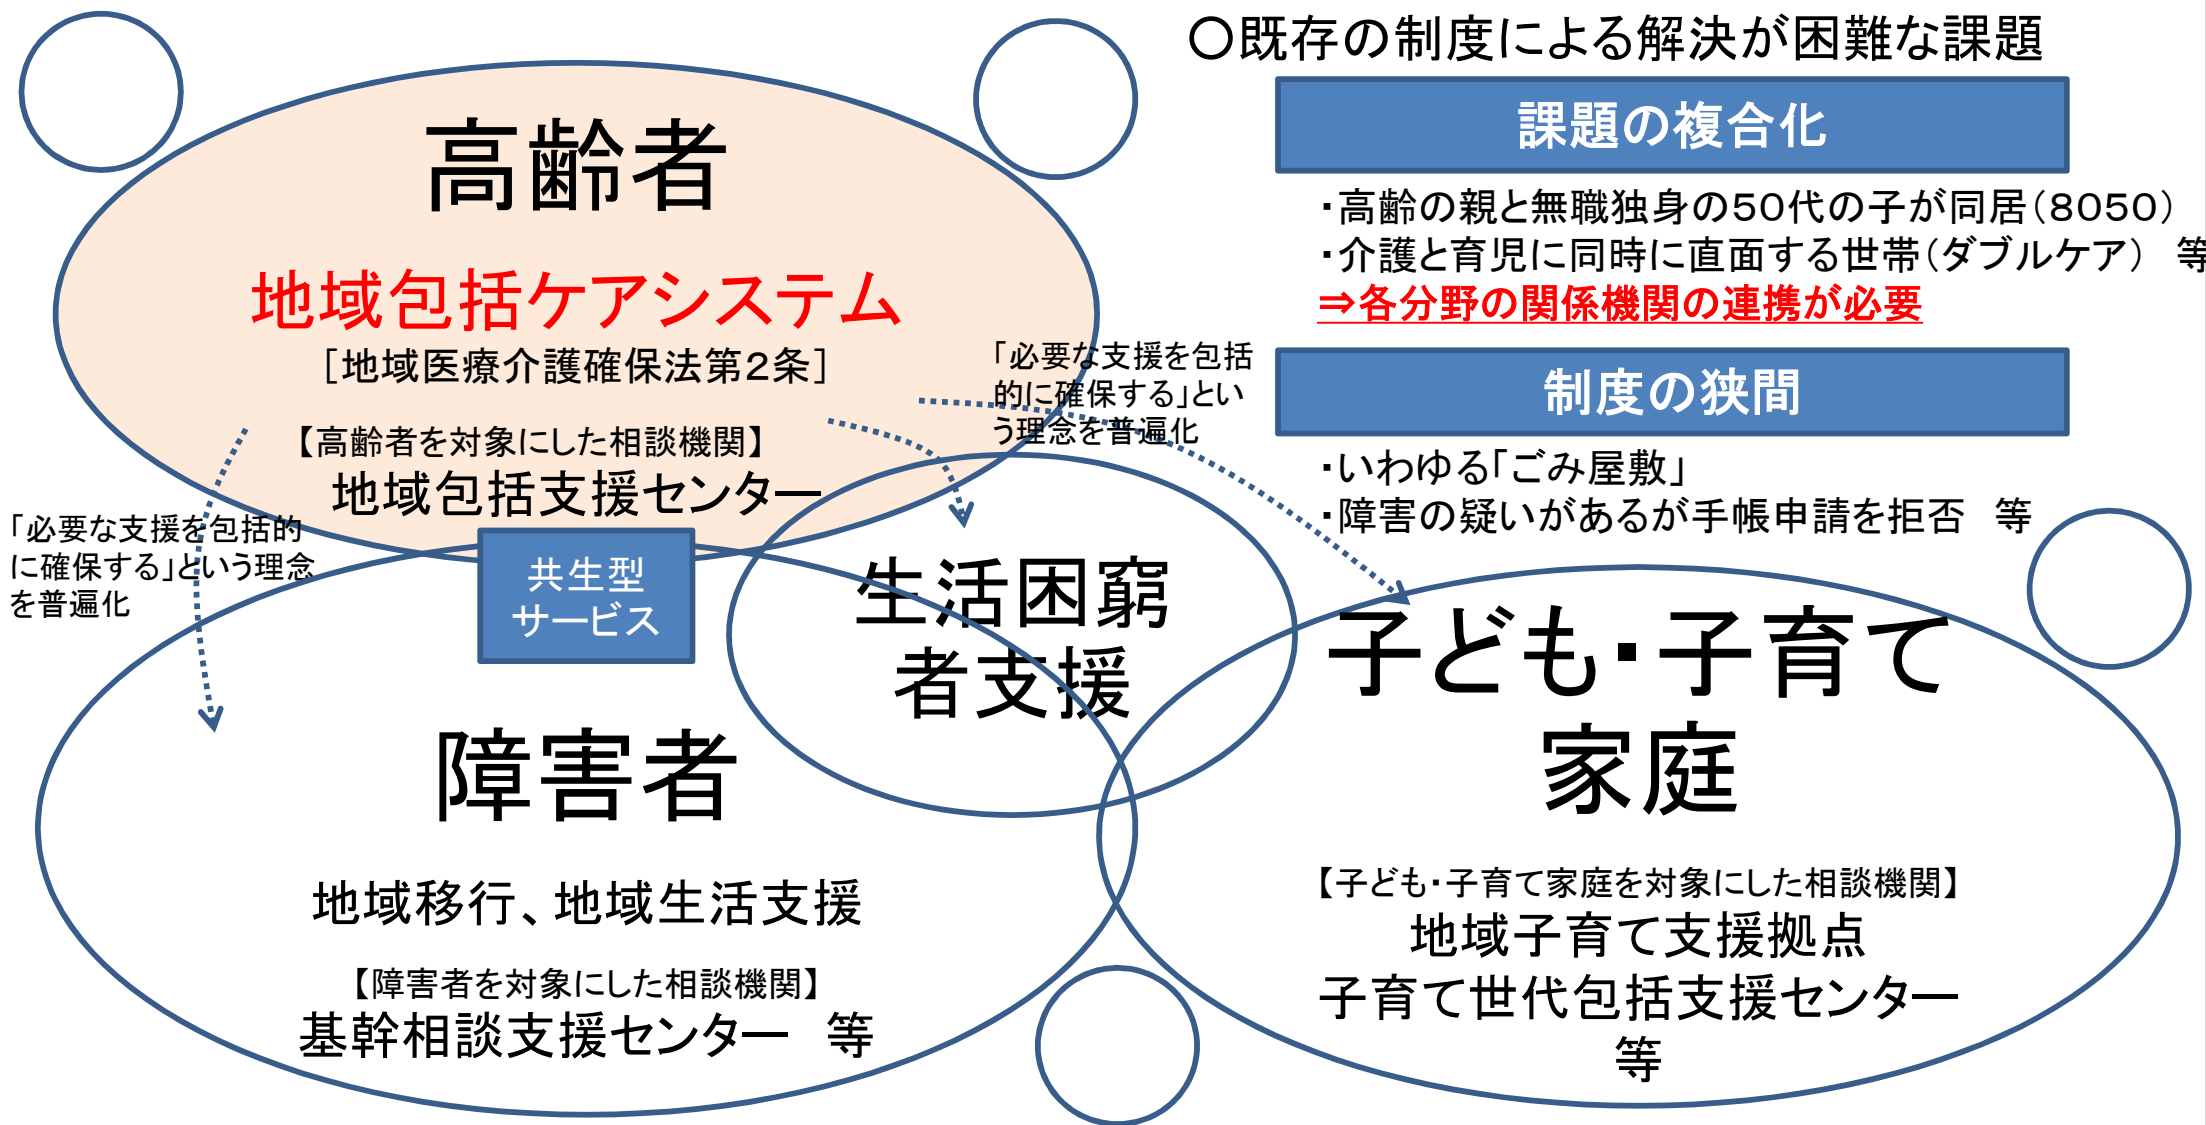 〇既存の制度による解決が困難な課題
課題の複合化
・高齢の親と無職独身の50代の子が同居（8050）
・介護と育児に同時に直面する世帯（ダブルケア）　等
⇒各分野の関係機関の連携が必要
制度の狭間
・いわゆる「ごみ屋敷」
・障害の疑いがあるが手帳申請を拒否　等
高齢者
地域包括ケアシステム
［地域医療介護確保法第２条］
【高齢者を対象にした相談機関】
地域包括支援センター
「必要な支援を包括
的に確保する」とい
う理念を普遍化
「必要な支援を包括的
に確保する」という理念
を普遍化
共生型
サービス
生活困窮
者支援
障害者
地域移行、地域生活支援
【障害者を対象にした相談機関】
基幹相談支援センター　等
子ども・子育て
家庭
【子ども・子育て家庭を対象にした相談機関】
地域子育て支援拠点
子育て世代包括支援センター
等